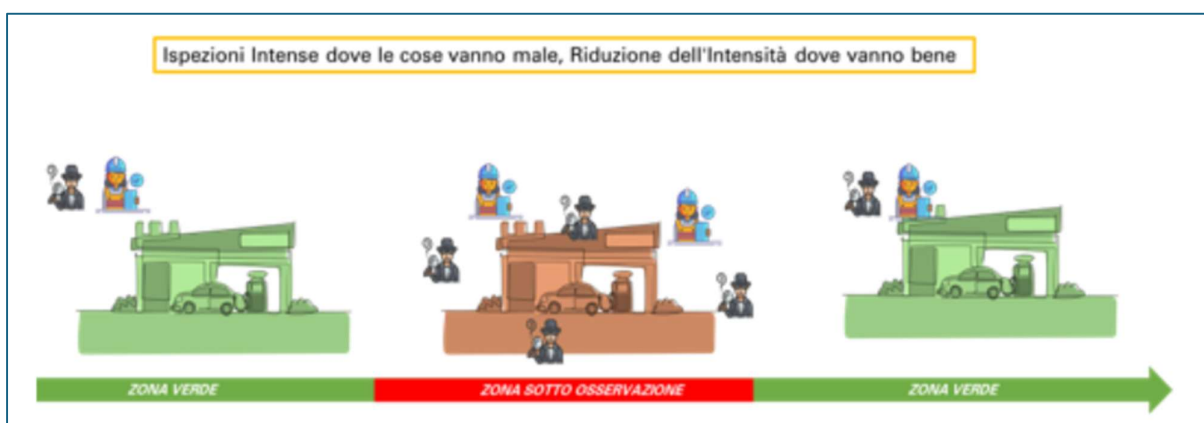 Ispezioni Intense dove le cose vanno male, Riduzione dell'Intensità dove vanno bene
ZONA VERDE
ZONA SOTTO OSSERVAZIONE
ZONA VERDE